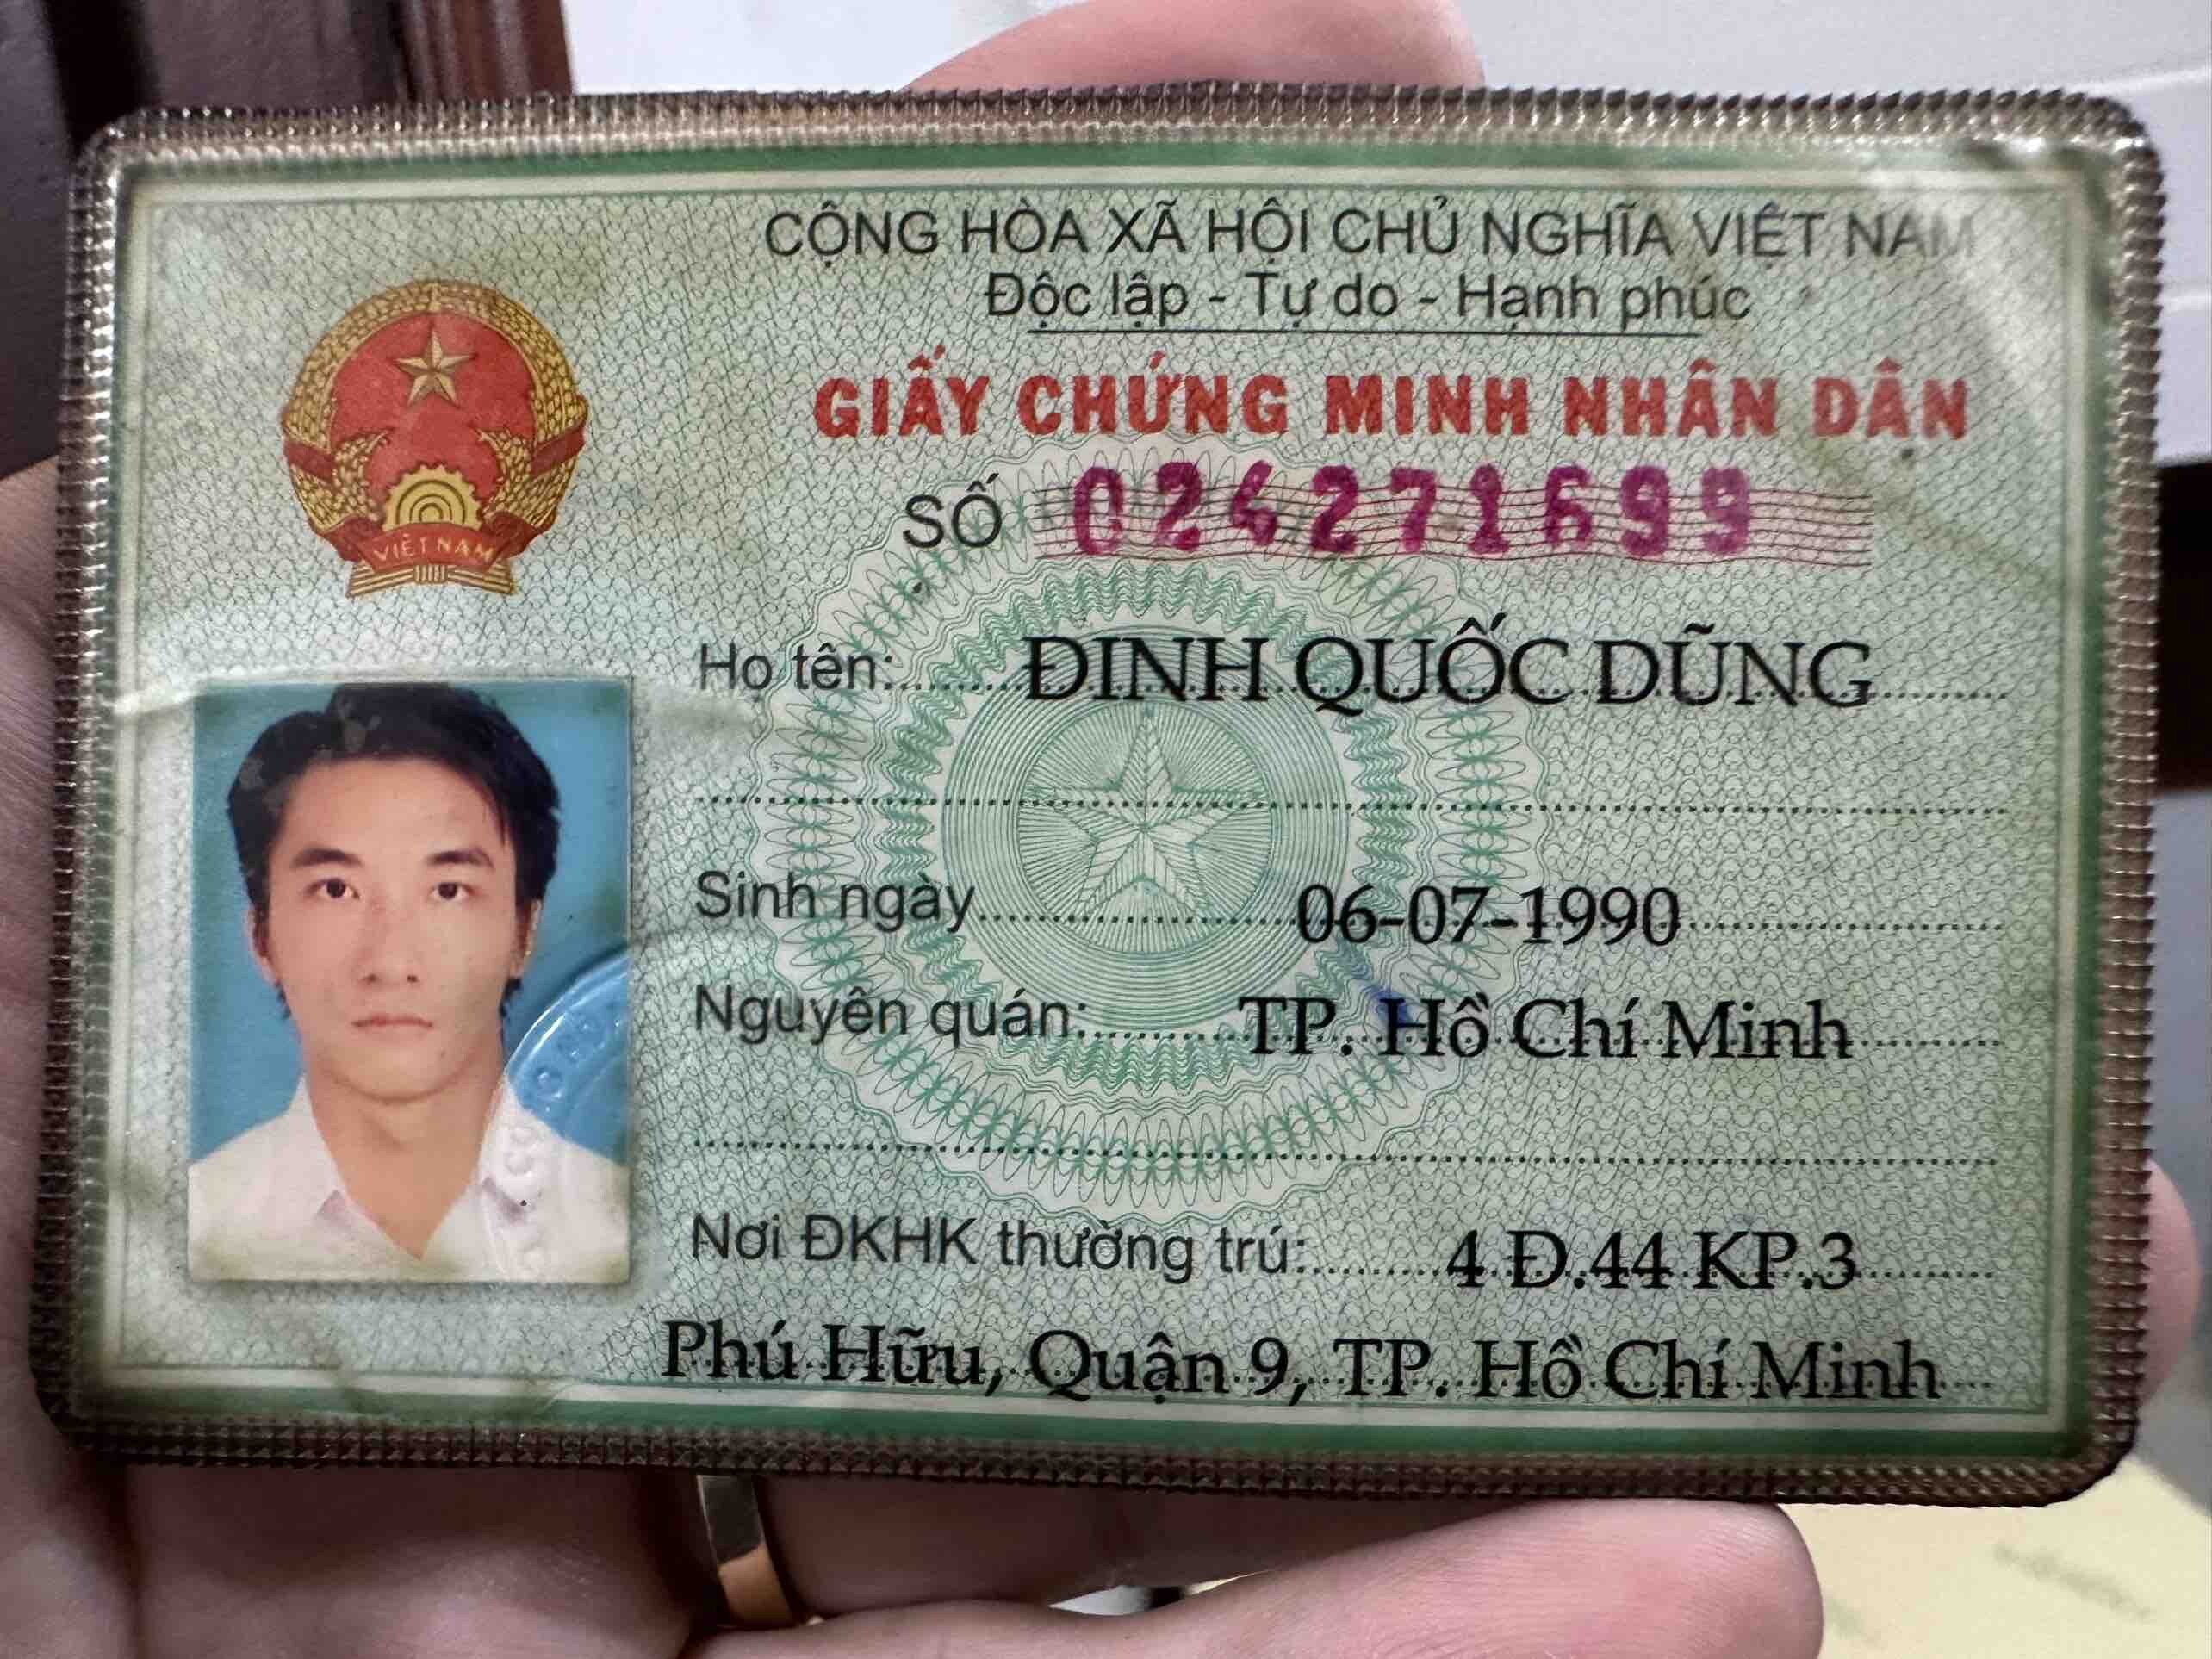 CỘNG HÒA XÃ HỘI CHỦ NGHĨA VIỆT NAM
Độc lập - Tự do - Hạnh phúc
GIẤY CHỨNG MINH NHÂN DÂN
SỐ 024271699
VIỆT NAM
Họ tên: ĐINH QUỐC DŨNG
Sinh ngày 06-07-1990
Nguyên quán: TP. Hồ Chí Minh
Nơi ĐKHK thường trú: 4 Đ.44 KP.3
Phú Hữu, Quận 9, TP. Hồ Chí Minh